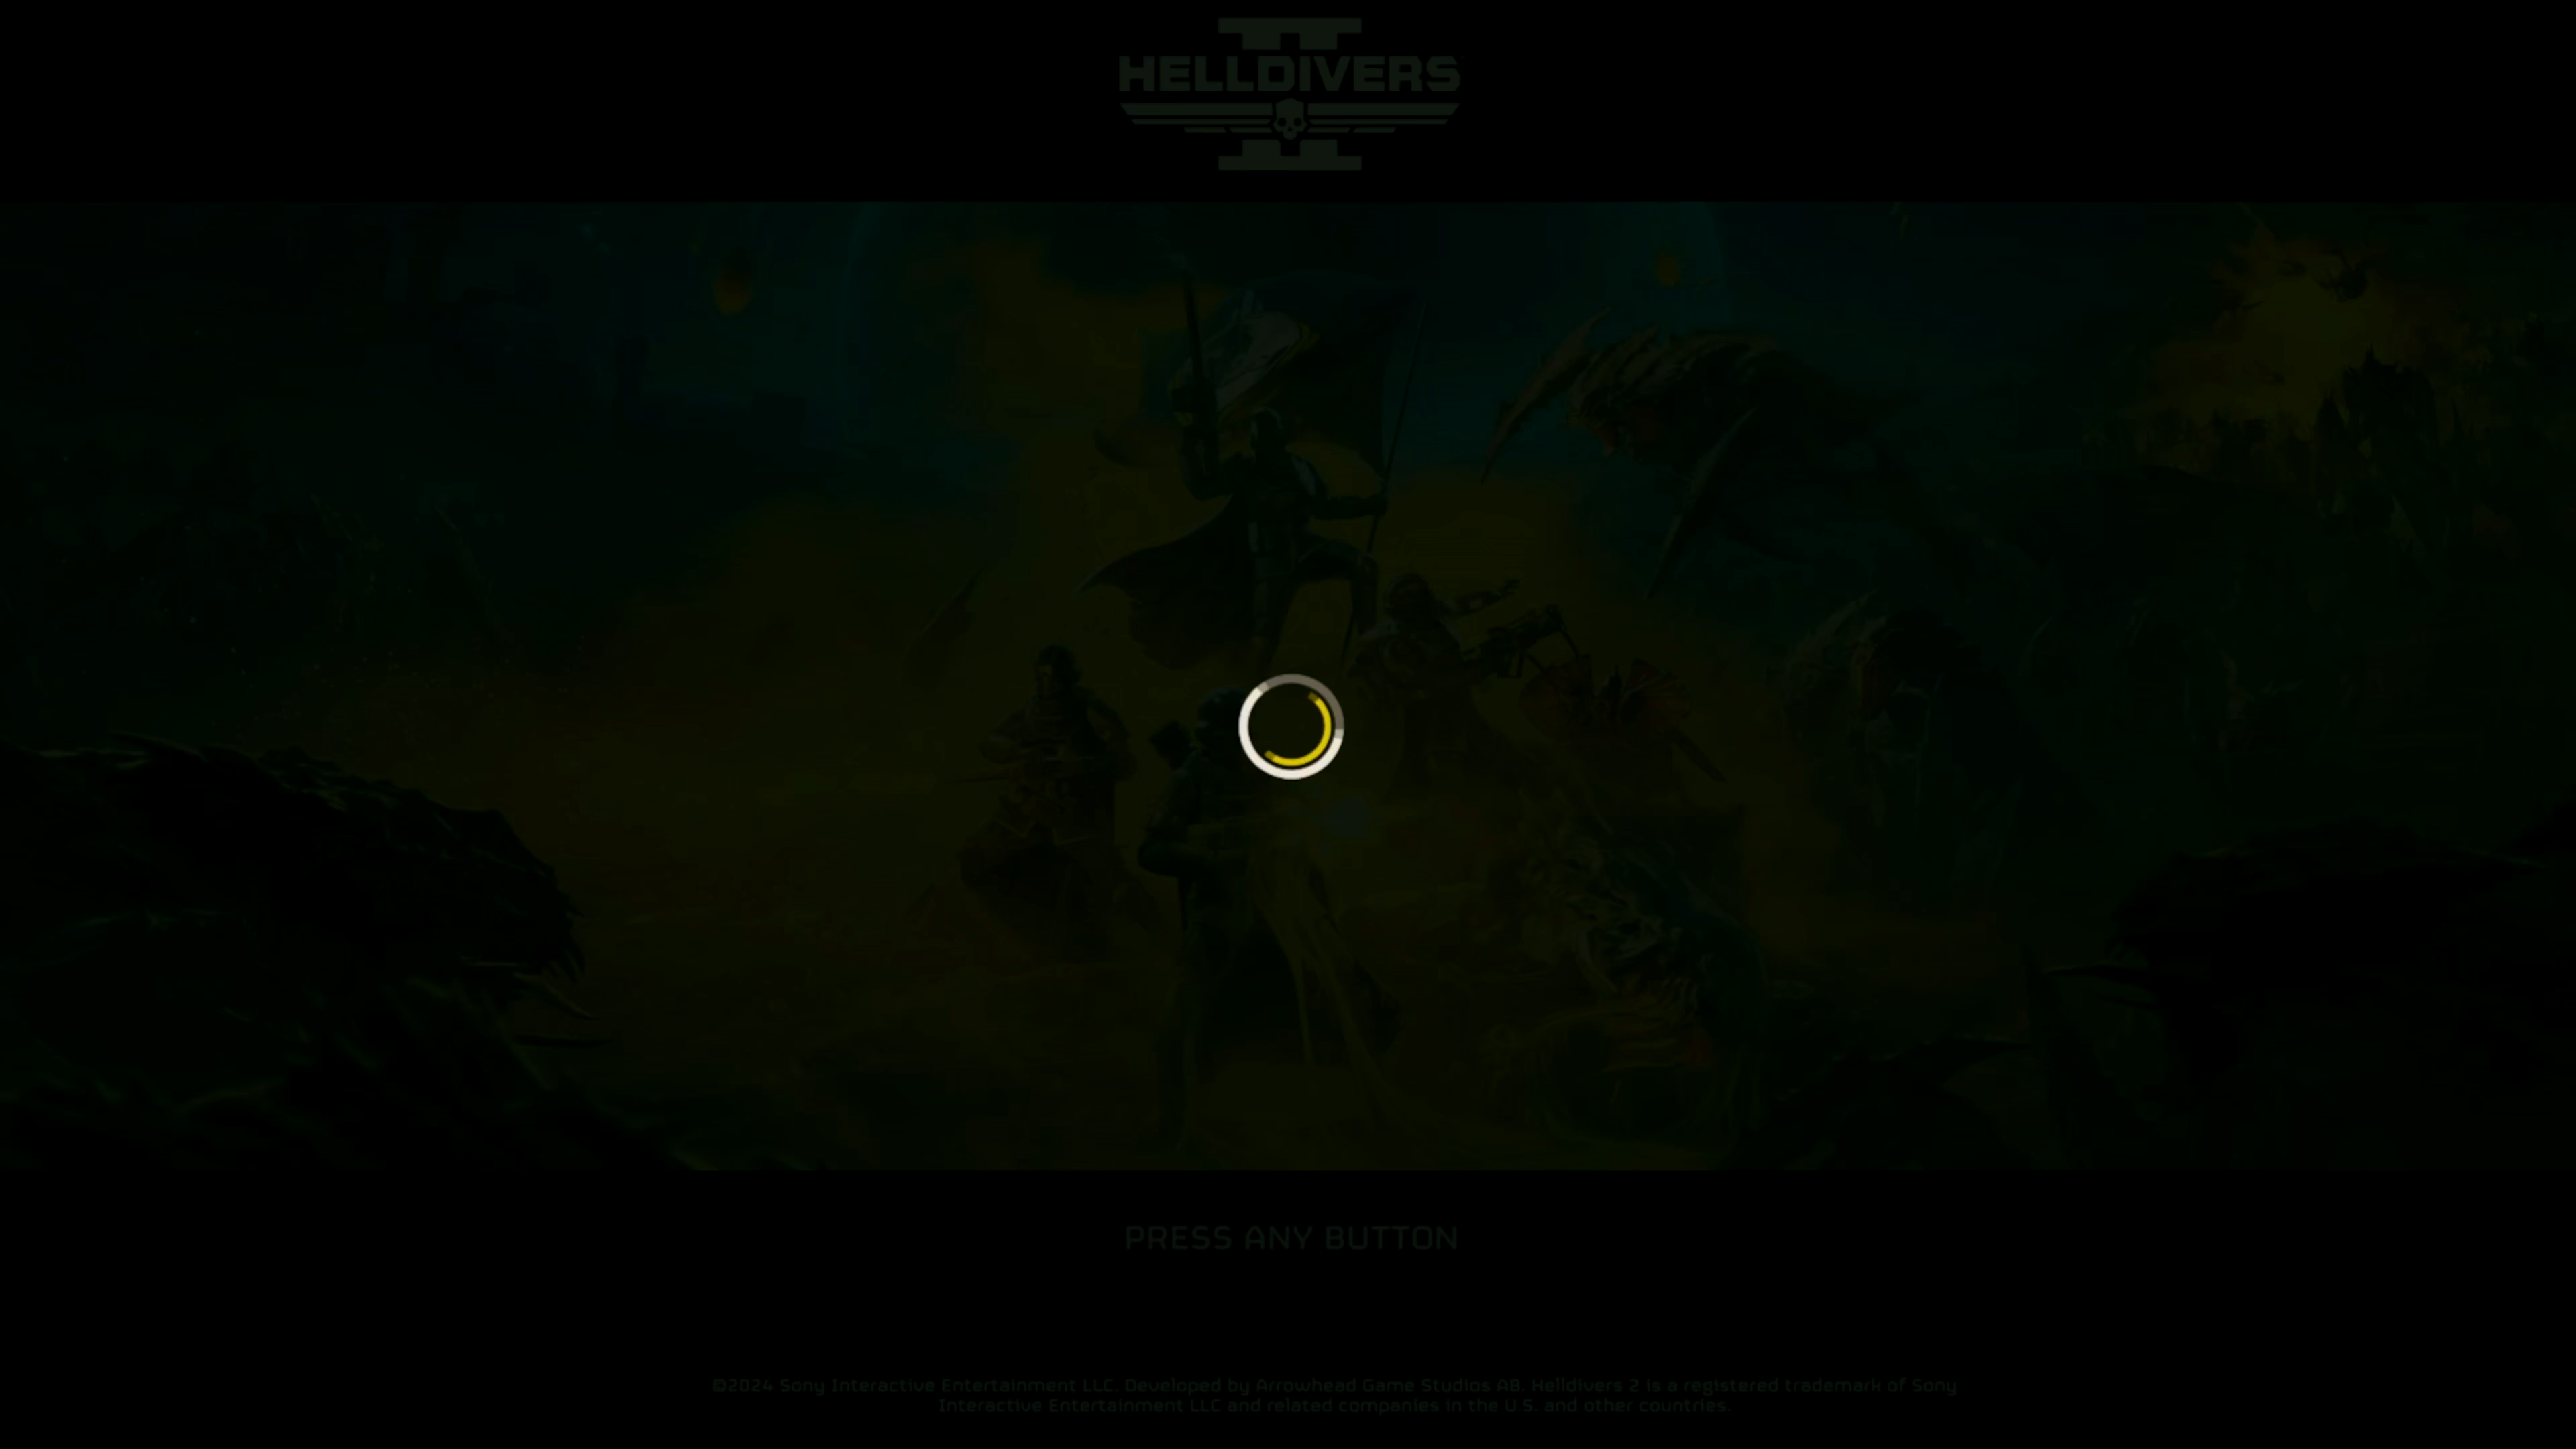 HELLDIVERS
II
PRESS ANY BUTTON
©2024 Sony Interactive Entertainment LLC. Developed by Arrowhead Game Studios AB. Helldivers 2 is a registered trademark of Sony
Interactive Entertainment LLC and related companies in the U.S. and other countries.